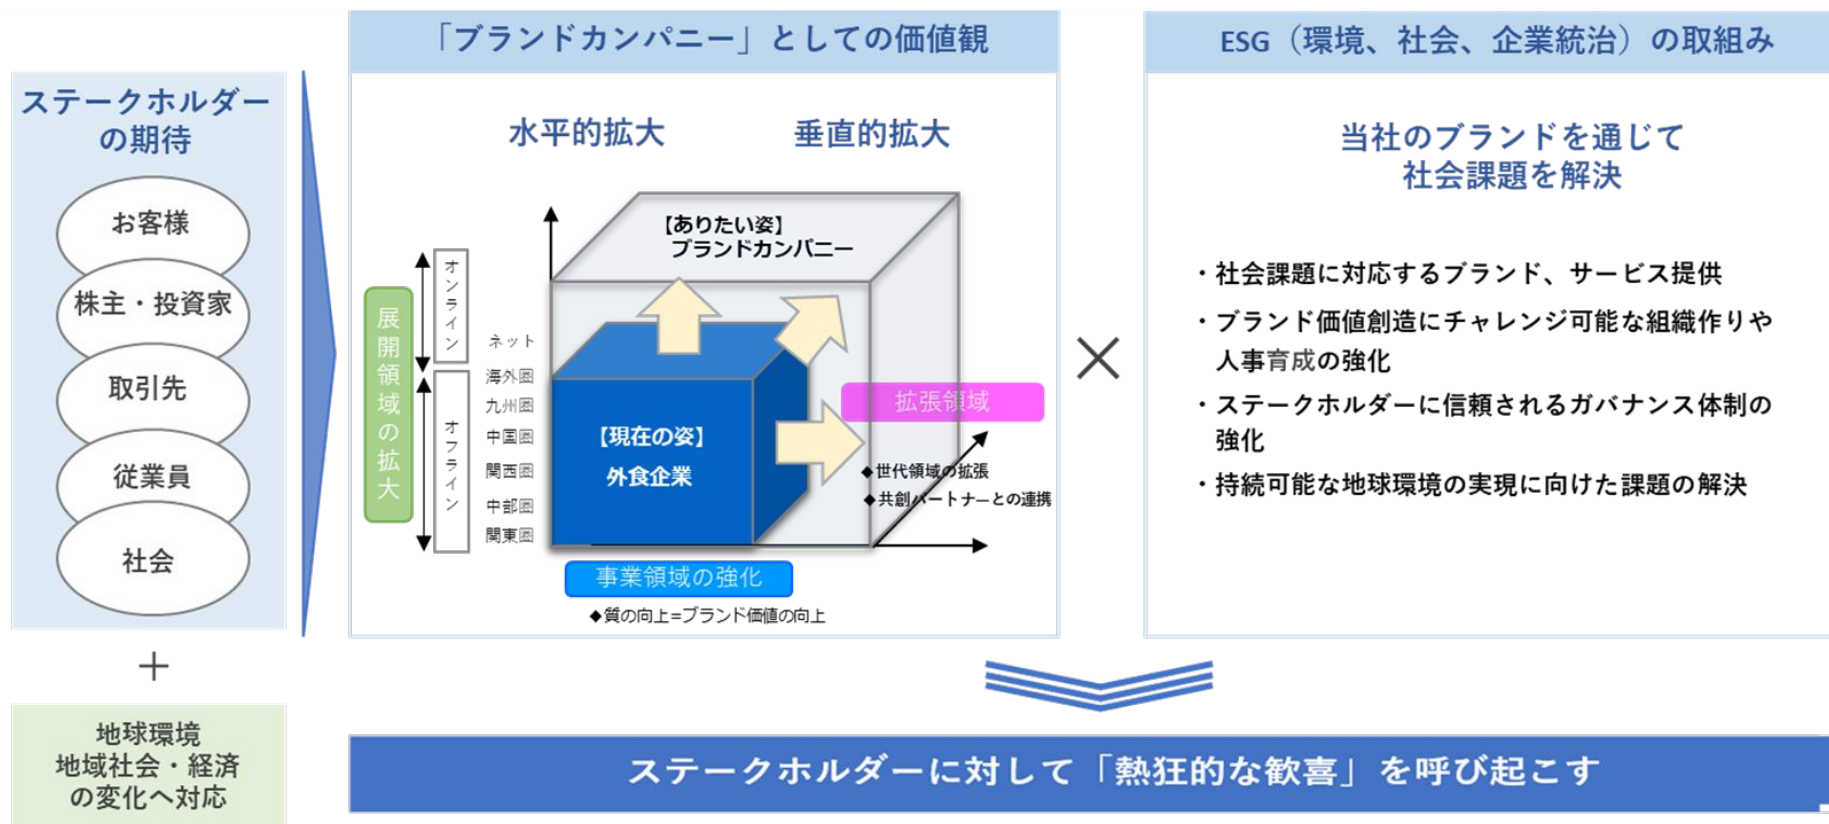 ステークホルダー
の期待
お客様
株主・投資家
取引先
従業員
社会
＋
地球環境
地域社会・経済
の変化へ対応
「ブランドカンパニー」としての価値観
水平的拡大
垂直的拡大
【ありたい姿】
ブランドカンパニー
展開領域の拡大
オンライン
オフライン
ネット
海外圏
九州圏
中国圏
関西圏
中部圏
関東圏
【現在の姿】
外食企業
拡張領域
◆世代領域の拡張
◆共創パートナーとの連携
事業領域の強化
◆質の向上=ブランド価値の向上
×
ESG（環境、社会、企業統治）の取組み
当社のブランドを通じて
社会課題を解決
・社会課題に対応するブランド、サービス提供
・ブランド価値創造にチャレンジ可能な組織作りや
人事育成の強化
・ステークホルダーに信頼されるガバナンス体制の
強化
・持続可能な地球環境の実現に向けた課題の解決
ステークホルダーに対して「熱狂的な歓喜」を呼び起こす